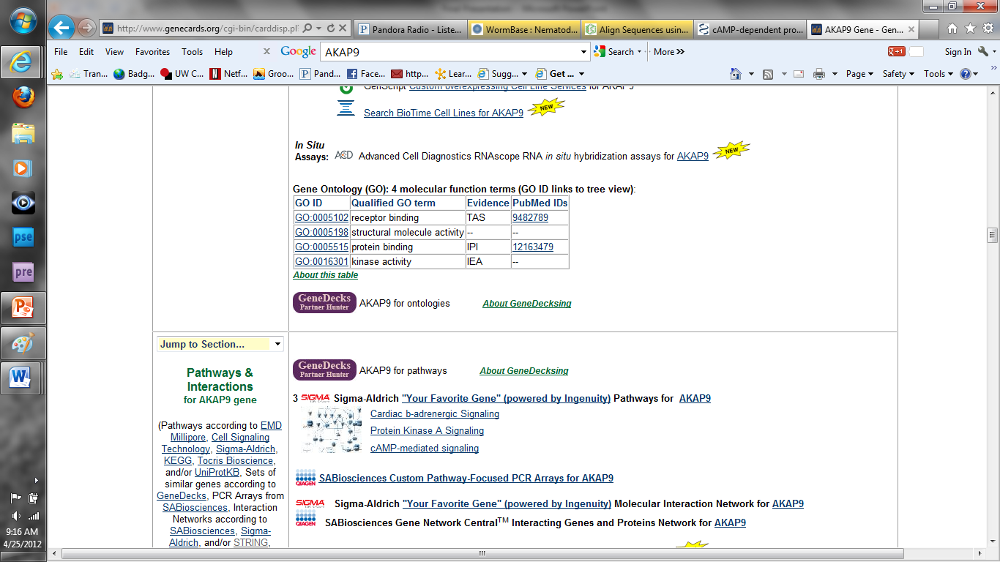 http://www.genecards.org/cgi-bin/carddisp.pl?
Pandora Radio - Liste...
WormBase : Nematod...
Align Sequences using...
cAMP-dependent pro...
AKAP9 Gene - Gen...
File Edit View Favorites Tools Help
Google AKAP9 Search More >> Sign In
Tran... Badg... UW C... Netf... Groo... Pand... Face... http... Lear... Sugg... Get ... Page Safety Tools
GenScript Custom overexpressing Cell Line Services for AKAP9
Search BioTime Cell Lines for AKAP9 NEW
In Situ
Assays: ACD Advanced Cell Diagnostics RNAscope RNA in situ hybridization assays for AKAP9 NEW
Gene Ontology (GO): 4 molecular function terms (GO ID links to tree view):
GO ID Qualified GO term Evidence PubMed IDs
GO:0005102 receptor binding TAS 9482789
GO:0005198 structural molecule activity -- --
GO:0005515 protein binding IPI 12163479
GO:0016301 kinase activity IEA --
About this table
GeneDecks
Partner Hunter
AKAP9 for ontologies About GeneDecksing
Jump to Section...
Pathways &
Interactions
for AKAP9 gene
(Pathways according to EMD
Millipore, Cell Signaling
Technology, Sigma-Aldrich,
KEGG, Tocris Bioscience,
and/or UniProtKB, Sets of
similar genes according to
GeneDecks, PCR Arrays from
SABiosciences, Interaction
Networks according to
SABiosciences, Sigma-
Aldrich, and/or STRING,
GeneDecks
Partner Hunter
AKAP9 for pathways About GeneDecksing
3 SIGMA Sigma-Aldrich "Your Favorite Gene" (powered by Ingenuity) Pathways for AKAP9
Cardiac b-adrenergic Signaling
Protein Kinase A Signaling
cAMP-mediated signaling
QIAGEN SABiosciences Custom Pathway-Focused PCR Arrays for AKAP9
SIGMA Sigma-Aldrich "Your Favorite Gene" (powered by Ingenuity) Molecular Interaction Network for AKAP9
QIAGEN SABiosciences Gene Network Central™ Interacting Genes and Proteins Network for AKAP9
pse
pre
9:16 AM
4/25/2012